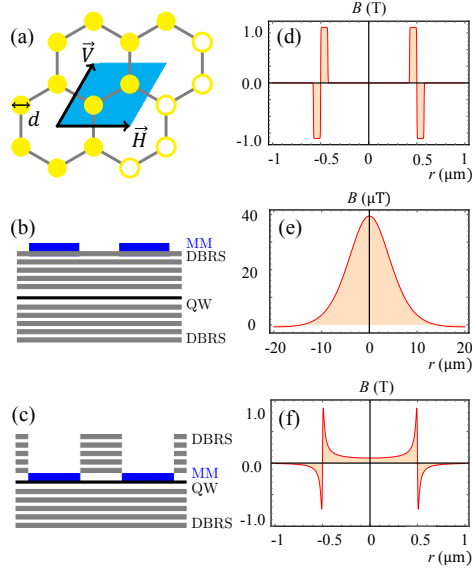 (a)
V
H
d
B (T)
(d)
1.0
0.0
-1.0
-1 0 0.5 1
r (μm)
(b)
MM
DBRS
QW
DBRS
B (μT)
(e)
40
20
0
-20 -10 0 10 20
r (μm)
(c)
DBRS
MM
QW
DBRS
B (T)
(f)
1.0
0.0
-1.0
-1 -0.5 0 0.5 1
r (μm)